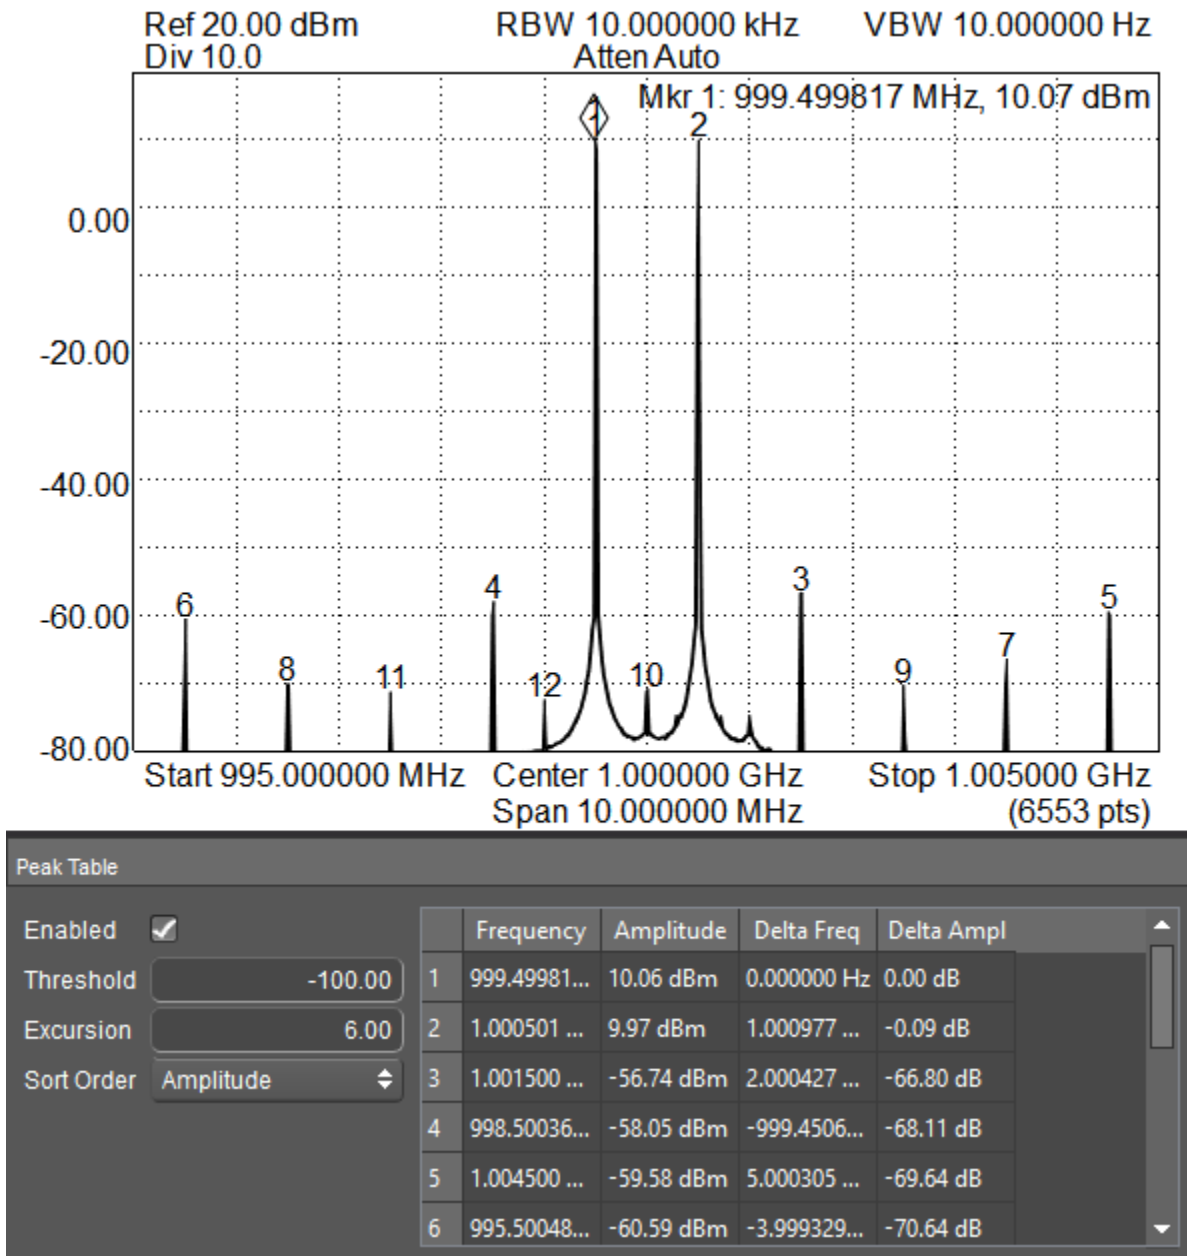 Ref 20.00 dBm RBW 10.000000 kHz VBW 10.000000 Hz
Div 10.0 Atten Auto
Mkr 1: 999.499817 MHz, 10.07 dBm
1 2
0.00
-20.00
-40.00
6 8 11 4 12 10 3 9 7 5
-60.00
-80.00
Start 995.000000 MHz Center 1.000000 GHz Stop 1.005000 GHz
Span 10.000000 MHz (6553 pts)
Peak Table
Enabled
Threshold -100.00
Excursion 6.00
Sort Order Amplitude
Frequency Amplitude Delta Freq Delta Ampl
1 999.49981... 10.06 dBm 0.000000 Hz 0.00 dB
2 1.000501 ... 9.97 dBm 1.000977 ... -0.09 dB
3 1.001500 ... -56.74 dBm 2.000427 ... -66.80 dB
4 998.50036... -58.05 dBm -999.4506... -68.11 dB
5 1.004500 ... -59.58 dBm 5.000305 ... -69.64 dB
6 995.50048... -60.59 dBm -3.999329... -70.64 dB